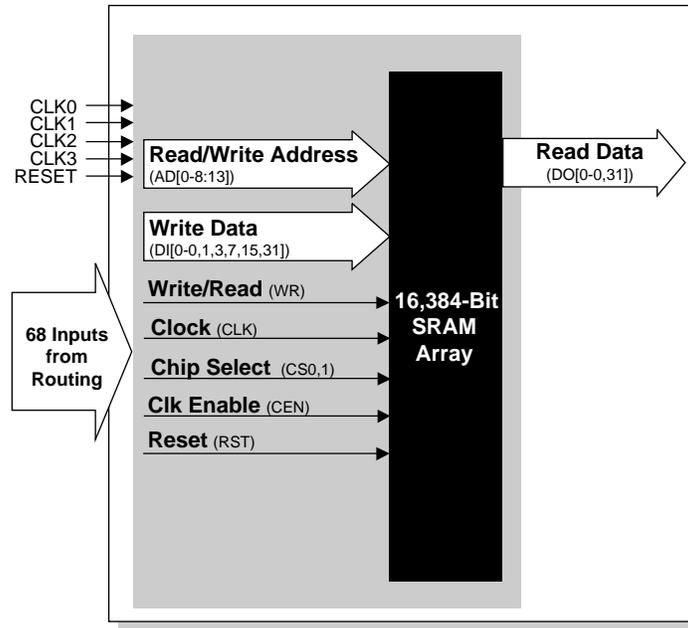 CLK0
CLK1
CLK2
CLK3
RESET
Read/Write Address
(AD[0-8:13])
Read Data
(DO[0-0,31])
Write Data
(DI[0-0,1,3,7,15,31])
68 Inputs
from
Routing
Write/Read (WR)
Clock (CLK)
Chip Select (CS0,1)
Clk Enable (CEN)
Reset (RST)
16,384-Bit
SRAM
Array